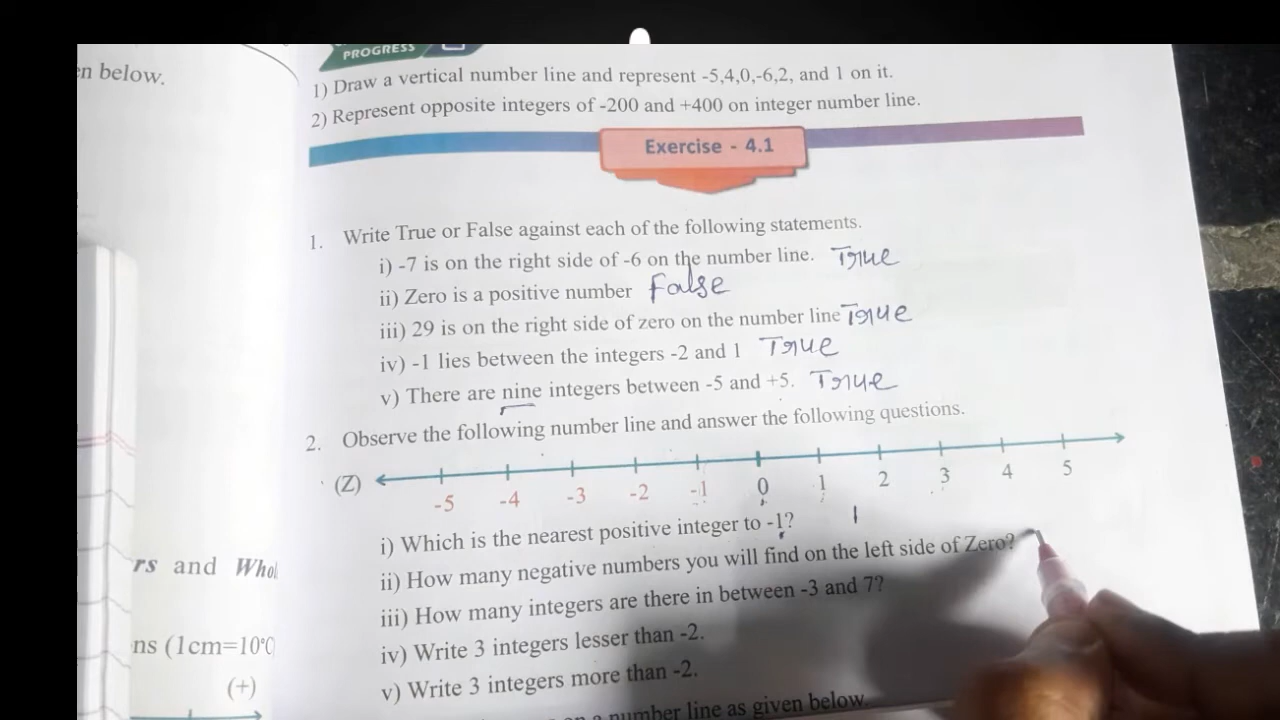 en below.
PROGRESS
1) Draw a vertical number line and represent -5,4,0,-6,2, and 1 on it.
2) Represent opposite integers of -200 and +400 on integer number line.
Exercise - 4.1
1. Write True or False against each of the following statements.
i) -7 is on the right side of -6 on the number line. True
ii) Zero is a positive number False
iii) 29 is on the right side of zero on the number line True
iv) -1 lies between the integers -2 and 1 True
v) There are nine integers between -5 and +5. True
2. Observe the following number line and answer the following questions.
(Z) -5 -4 -3 -2 -1 0 1 2 3 4 5
i) Which is the nearest positive integer to -1? 1
ii) How many negative numbers you will find on the left side of Zero?
iii) How many integers are there in between -3 and 7?
iv) Write 3 integers lesser than -2.
v) Write 3 integers more than -2.
a number line as given below.
rs and Whol
ns (1cm=10°C
(+)